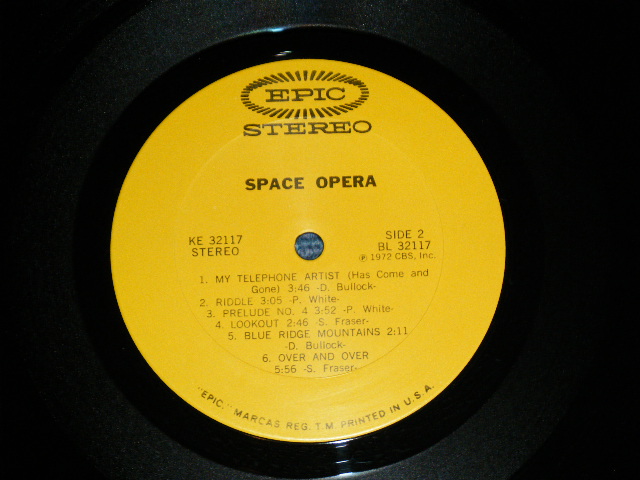 EPIC
STEREO
SPACE OPERA
KE 32117
STEREO
SIDE 2
BL 32117
℗ 1972 CBS, Inc.
1. MY TELEPHONE ARTIST (Has Come and
Gone) 3:46 -D. Bullock-
2. RIDDLE 3:05 -P. White-
3. PRELUDE NO. 4 3:52 -P. White-
4. LOOKOUT 2:46 -S. Fraser-
5. BLUE RIDGE MOUNTAINS 2:11
-D. Bullock-
6. OVER AND OVER
5:56 -S. Fraser-
"EPIC," MARCAS REG. T.M. PRINTED IN U.S.A.